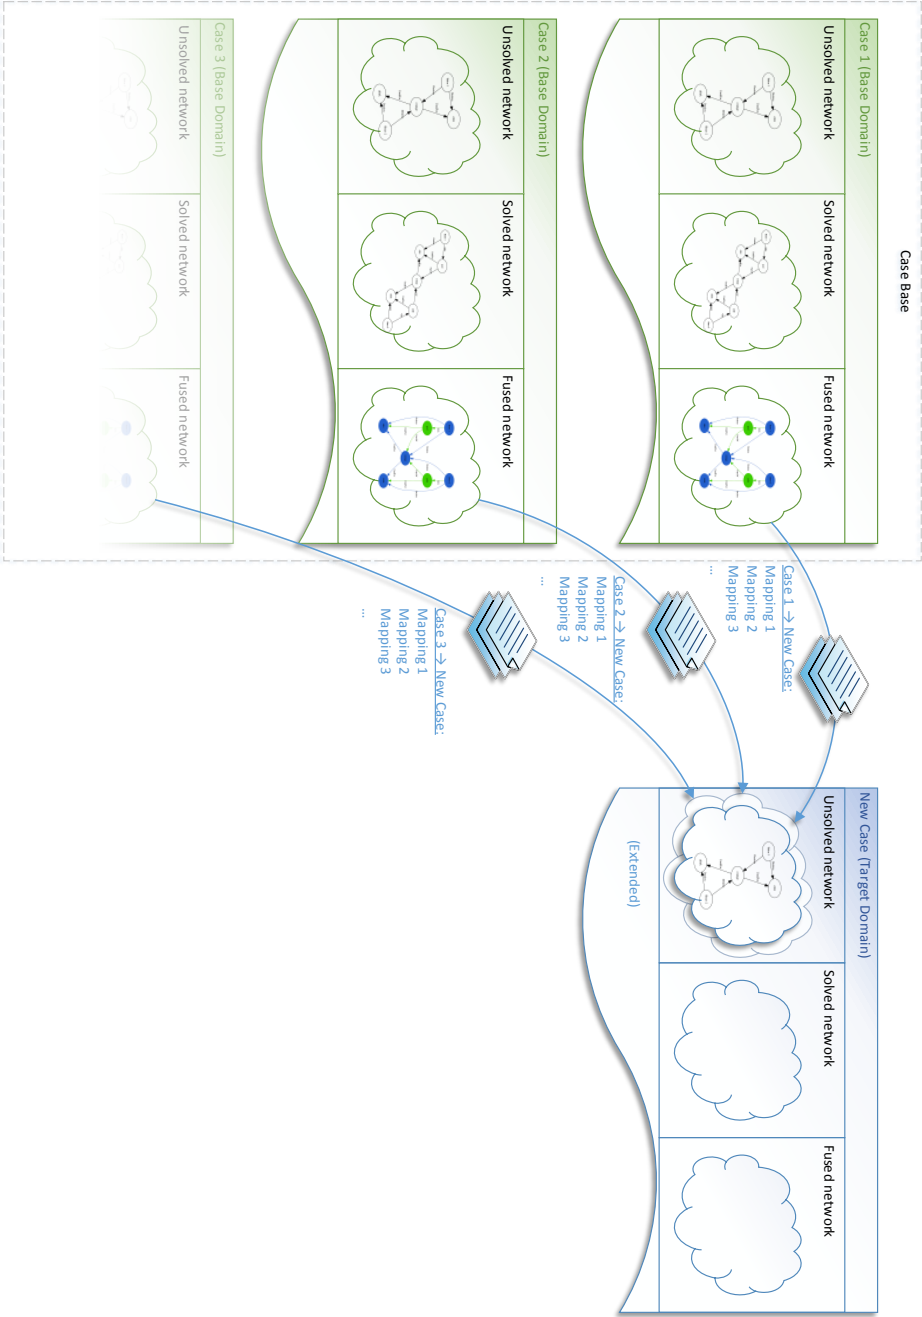 Case Base
Case 1 (Base Domain)
Unsolved network
Solved network
Fused network
Case 2 (Base Domain)
Unsolved network
Solved network
Fused network
Case 3 (Base Domain)
Unsolved network
Solved network
Fused network
Case 1 → New Case:
Mapping 1
Mapping 2
Mapping 3
...
Case 2 → New Case:
Mapping 1
Mapping 2
Mapping 3
...
Case 3 → New Case:
Mapping 1
Mapping 2
Mapping 3
...
New Case (Target Domain)
Unsolved network
Solved network
Fused network
(Extended)